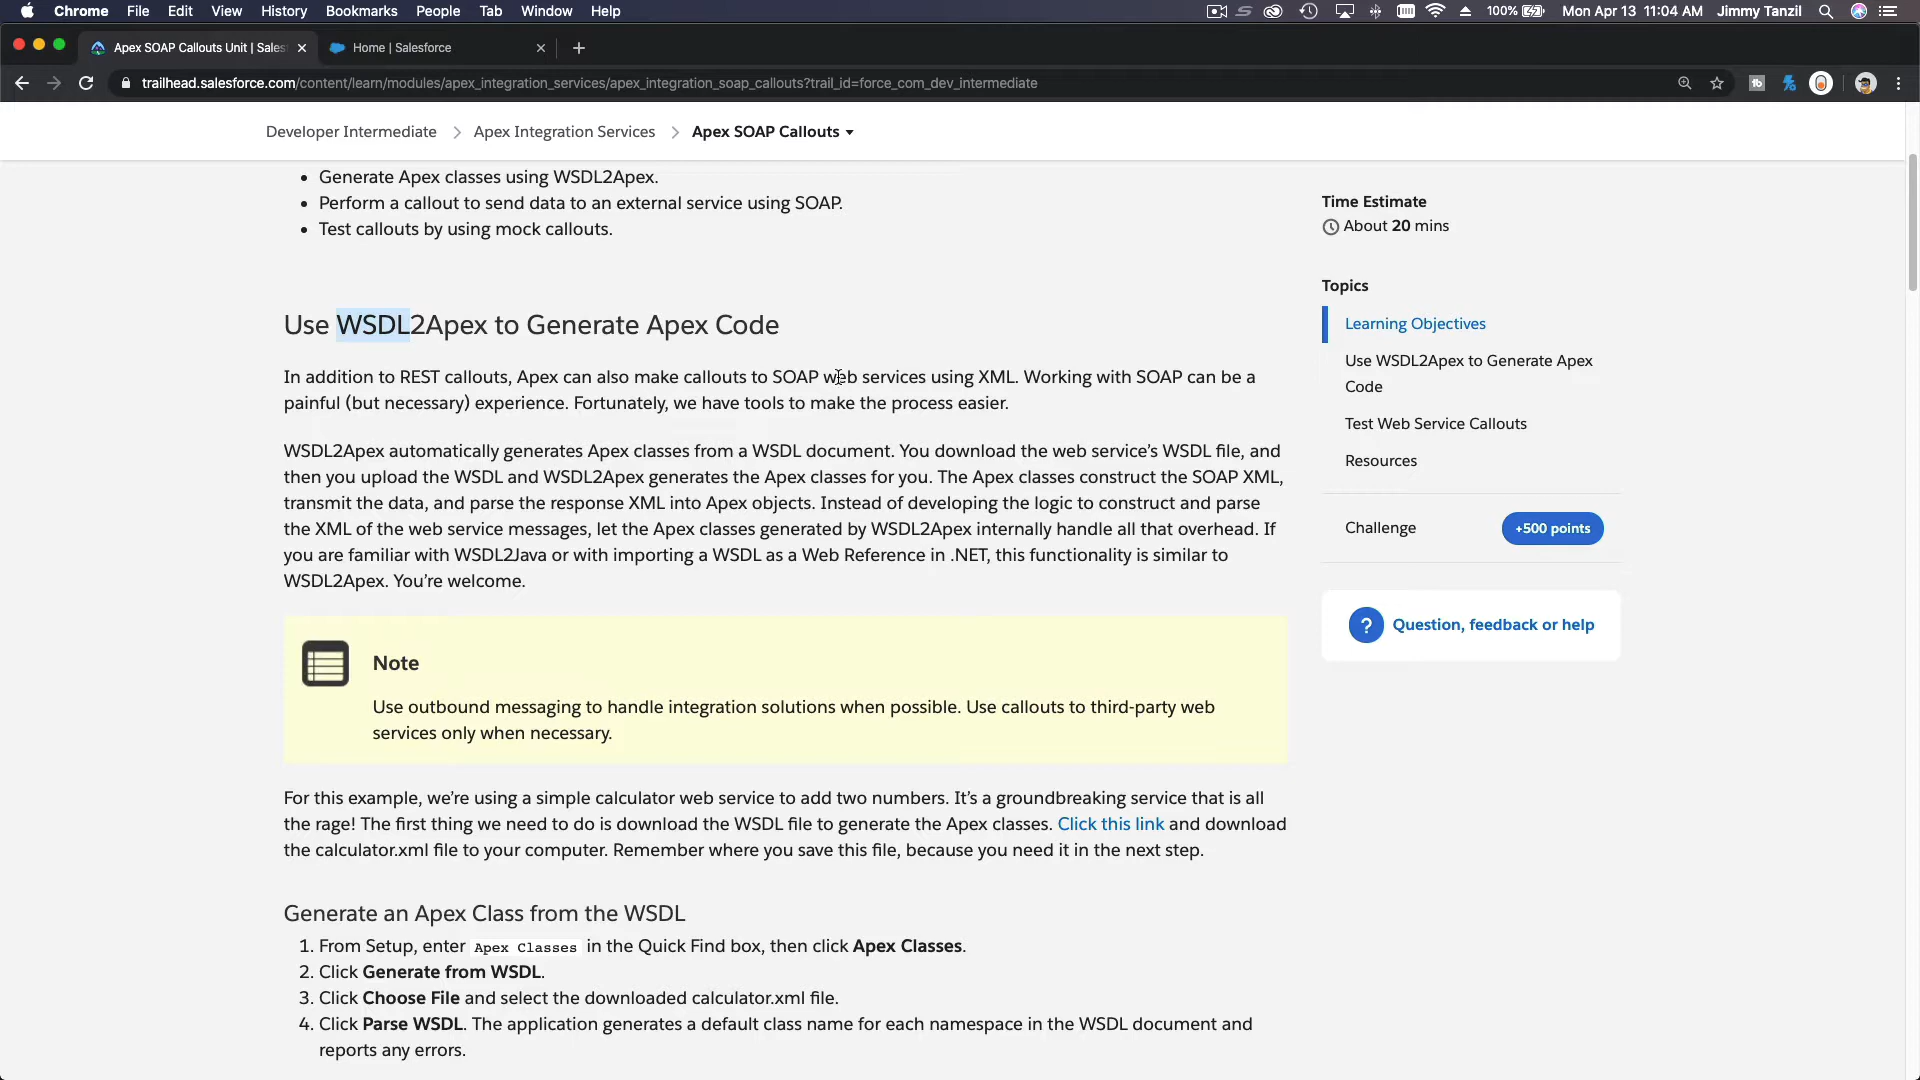 Chrome File Edit View History Bookmarks People Tab Window Help 100% Mon Apr 13 11:04 AM Jimmy Tanzil
Apex SOAP Callouts Unit | Sales Home | Salesforce
trailhead.salesforce.com/content/learn/modules/apex_integration_services/apex_integration_soap_callouts?trail_id=force_com_dev_intermediate
Developer Intermediate Apex Integration Services Apex SOAP Callouts
Generate Apex classes using WSDL2Apex.
Perform a callout to send data to an external service using SOAP.
Test callouts by using mock callouts.
Use WSDL2Apex to Generate Apex Code
In addition to REST callouts, Apex can also make callouts to SOAP web services using XML. Working with SOAP can be a
painful (but necessary) experience. Fortunately, we have tools to make the process easier.
WSDL2Apex automatically generates Apex classes from a WSDL document. You download the web service’s WSDL file, and
then you upload the WSDL and WSDL2Apex generates the Apex classes for you. The Apex classes construct the SOAP XML,
transmit the data, and parse the response XML into Apex objects. Instead of developing the logic to construct and parse
the XML of the web service messages, let the Apex classes generated by WSDL2Apex internally handle all that overhead. If
you are familiar with WSDL2Java or with importing a WSDL as a Web Reference in .NET, this functionality is similar to
WSDL2Apex. You’re welcome.
Note
Use outbound messaging to handle integration solutions when possible. Use callouts to third-party web
services only when necessary.
For this example, we’re using a simple calculator web service to add two numbers. It’s a groundbreaking service that is all
the rage! The first thing we need to do is download the WSDL file to generate the Apex classes. Click this link and download
the calculator.xml file to your computer. Remember where you save this file, because you need it in the next step.
Generate an Apex Class from the WSDL
1. From Setup, enter Apex Classes in the Quick Find box, then click Apex Classes.
2. Click Generate from WSDL.
3. Click Choose File and select the downloaded calculator.xml file.
4. Click Parse WSDL. The application generates a default class name for each namespace in the WSDL document and
reports any errors.
Time Estimate
About 20 mins
Topics
Learning Objectives
Use WSDL2Apex to Generate Apex
Code
Test Web Service Callouts
Resources
Challenge +500 points
? Question, feedback or help